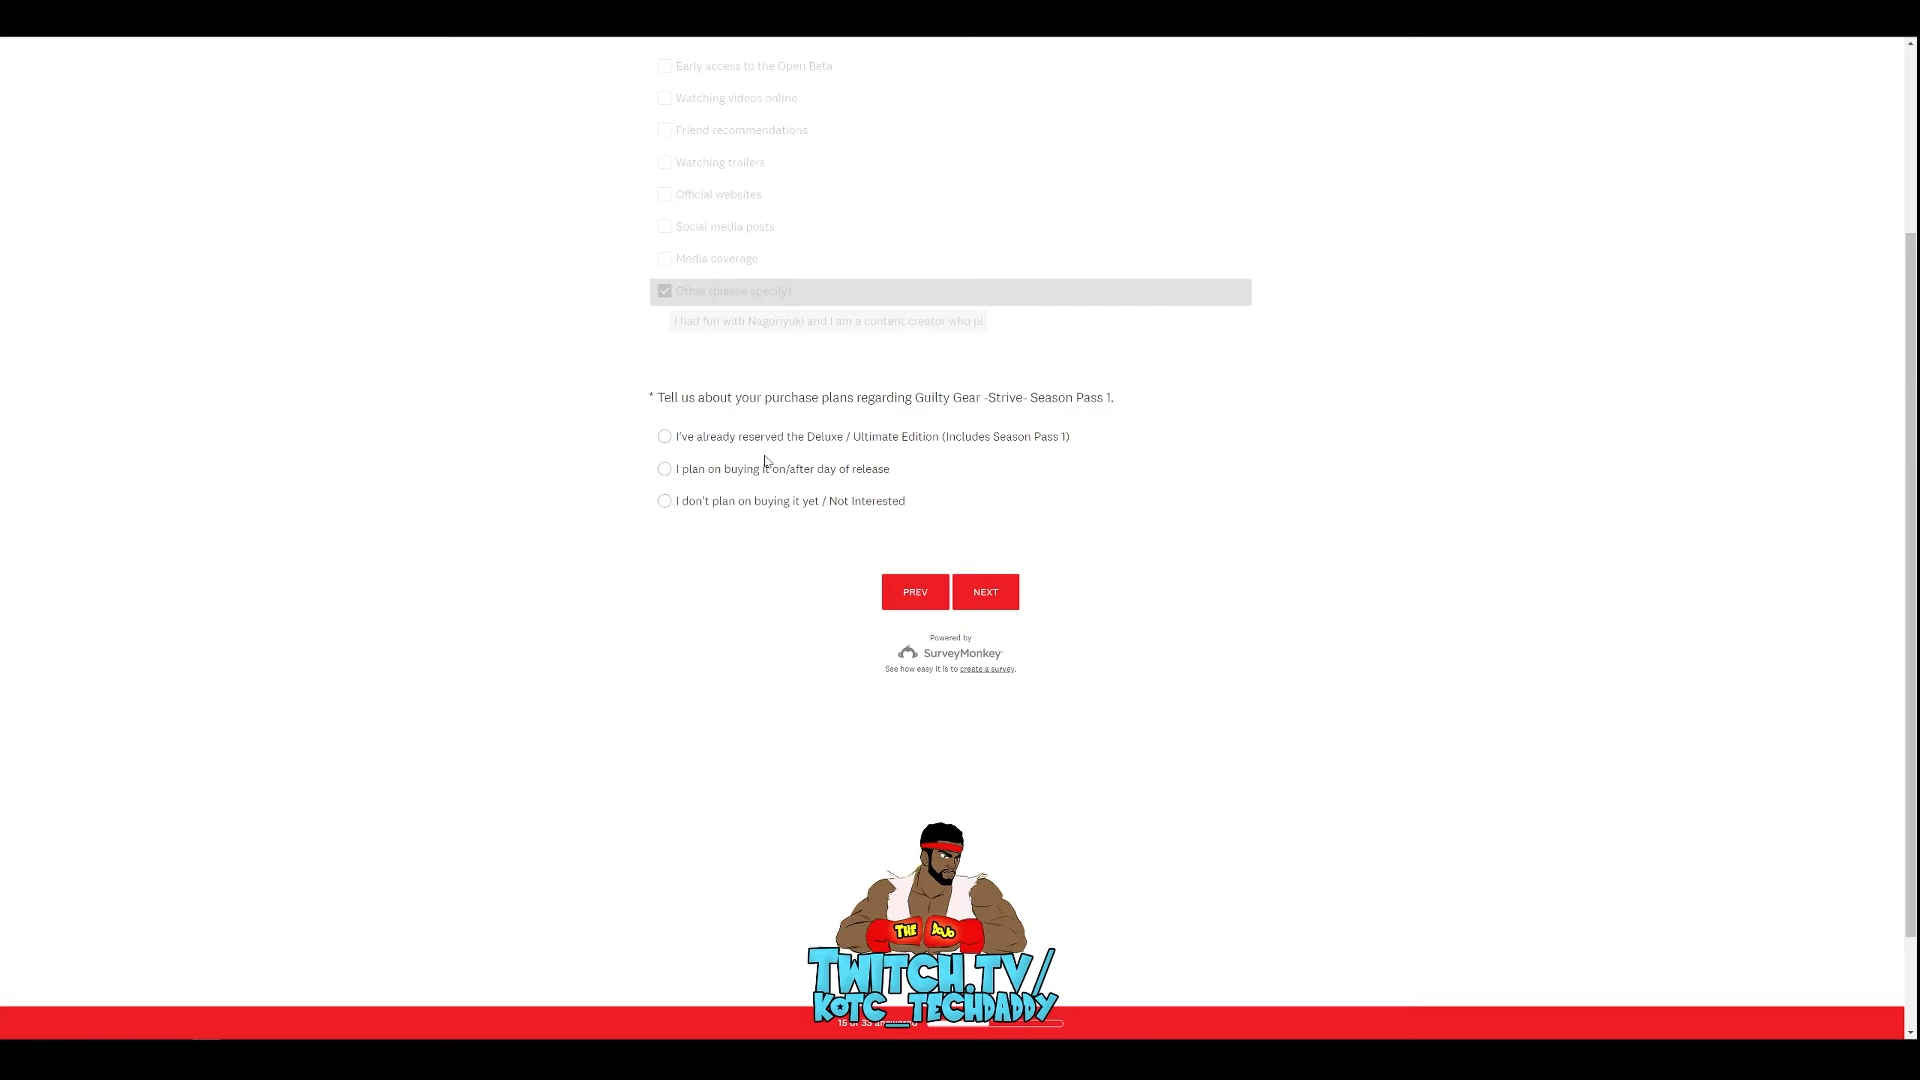 Early access to the Open Beta
Watching videos online
Friend recommendations
Watching trailers
Official websites
Social media posts
Media coverage
Other (please specify)
I had fun with Nagoriyuki and I am a content creator who pl
* Tell us about your purchase plans regarding Guilty Gear -Strive- Season Pass 1.
I've already reserved the Deluxe / Ultimate Edition (Includes Season Pass 1)
I plan on buying it on/after day of release
I don't plan on buying it yet / Not Interested
PREV NEXT
Powered by
SurveyMonkey
See how easy it is to create a survey.
THE DOJO
TWITCH.TV/
KOTC_TECHDADDY
15 of 33 answered